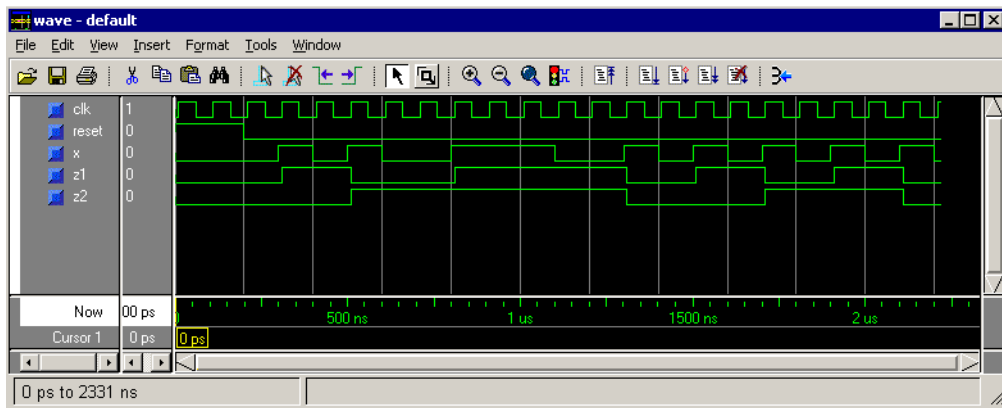 wave - default
File Edit View Insert Format Tools Window
clk 1
reset 0
x 0
z1 0
z2 0
Now 00 ps
500 ns 1 us 1500 ns 2 us
Cursor 1 0 ps 0 ps
0 ps to 2331 ns